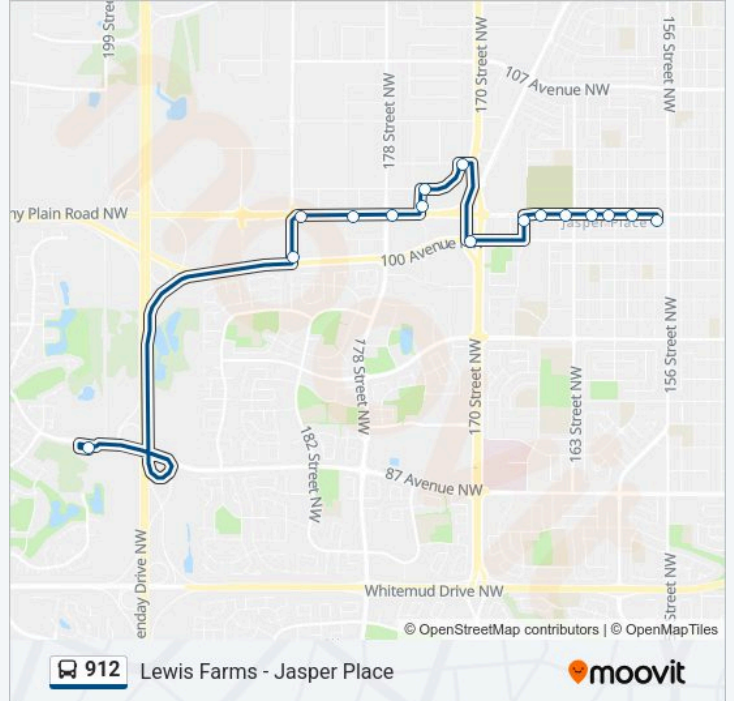 199 Stree
178 Street NW
170 Street NW
156 Street NW
107 Avenue NW
ny Plain Road NW
Jasper Place
100 Avenue
178 Street NW
170 Street NW
156 Street NW
163 Street NW
182 Street NW
87 Avenue NW
enday Drive NW
Whitemud Drive NW
Street NW
© OpenStreetMap contributors | © OpenMapTiles
912 Lewis Farms - Jasper Place
moovit